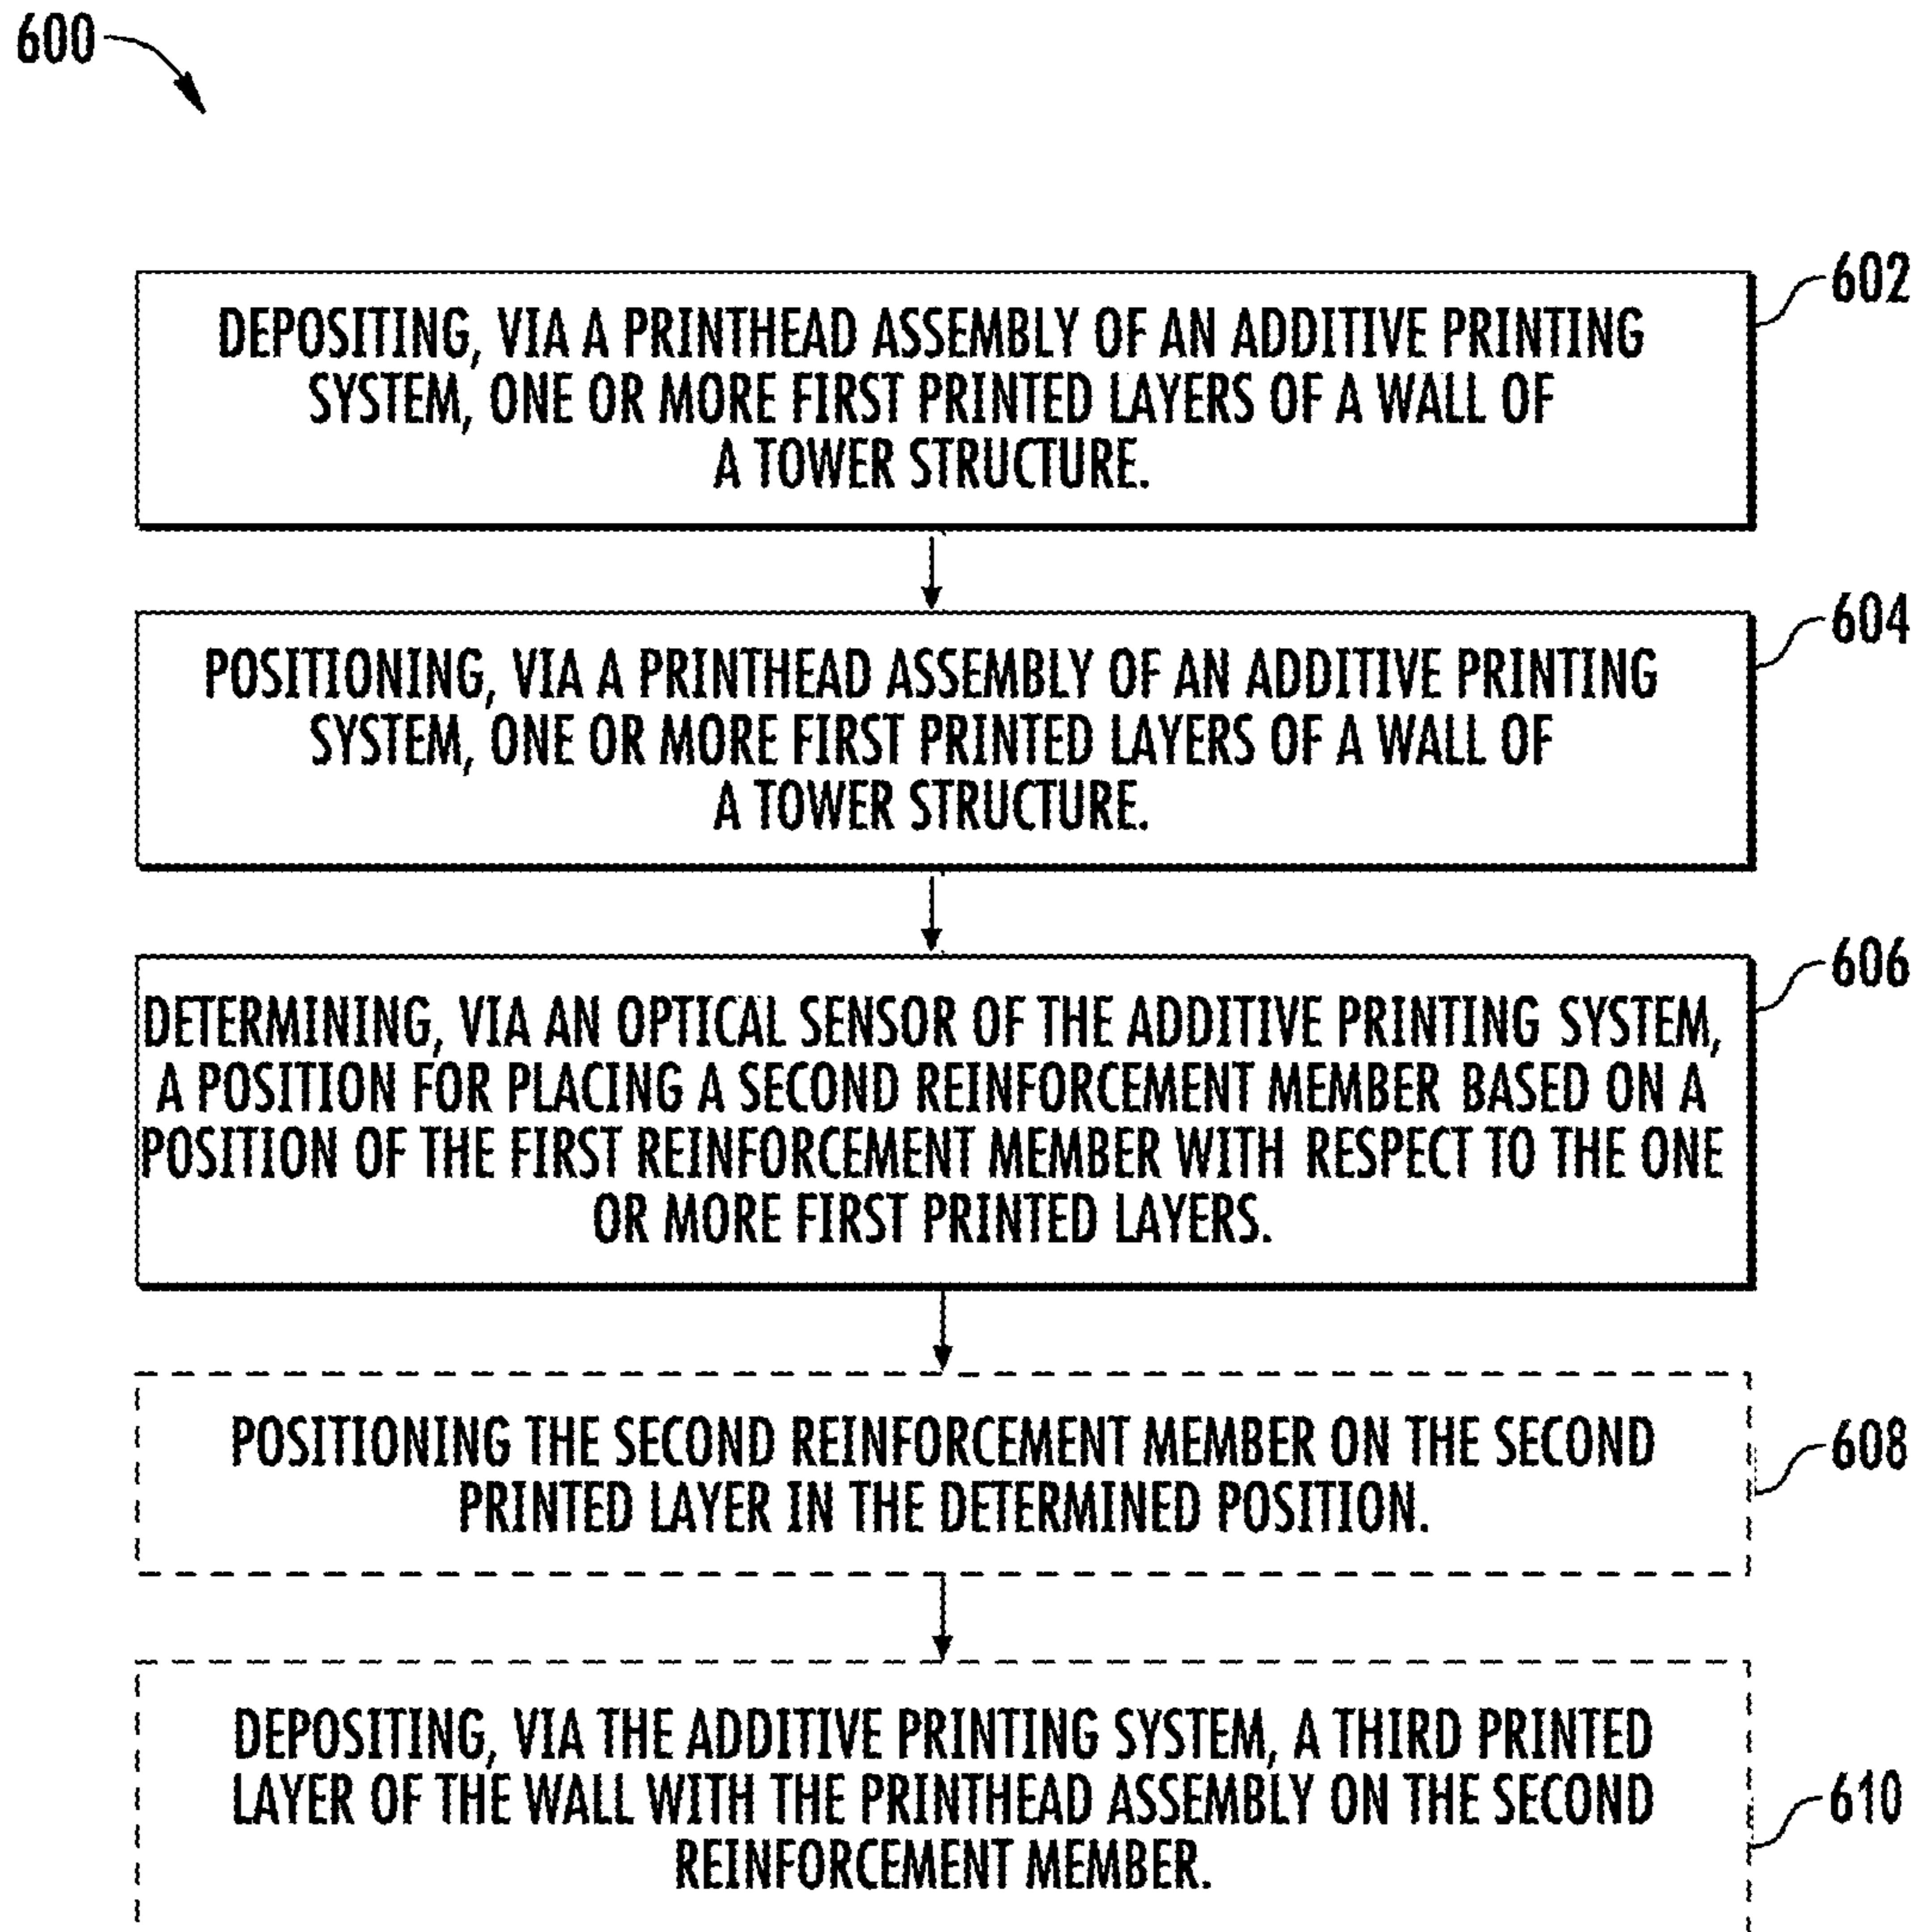 600
602
DEPOSITING, VIA A PRINTHEAD ASSEMBLY OF AN ADDITIVE PRINTING
SYSTEM, ONE OR MORE FIRST PRINTED LAYERS OF A WALL OF
A TOWER STRUCTURE.
604
POSITIONING, VIA A PRINTHEAD ASSEMBLY OF AN ADDITIVE PRINTING
SYSTEM, ONE OR MORE FIRST PRINTED LAYERS OF A WALL OF
A TOWER STRUCTURE.
606
DETERMINING, VIA AN OPTICAL SENSOR OF THE ADDITIVE PRINTING SYSTEM,
A POSITION FOR PLACING A SECOND REINFORCEMENT MEMBER BASED ON A
POSITION OF THE FIRST REINFORCEMENT MEMBER WITH RESPECT TO THE ONE
OR MORE FIRST PRINTED LAYERS.
POSITIONING THE SECOND REINFORCEMENT MEMBER ON THE SECOND
PRINTED LAYER IN THE DETERMINED POSITION.
608
DEPOSITING, VIA THE ADDITIVE PRINTING SYSTEM, A THIRD PRINTED
LAYER OF THE WALL WITH THE PRINTHEAD ASSEMBLY ON THE SECOND
REINFORCEMENT MEMBER.
610